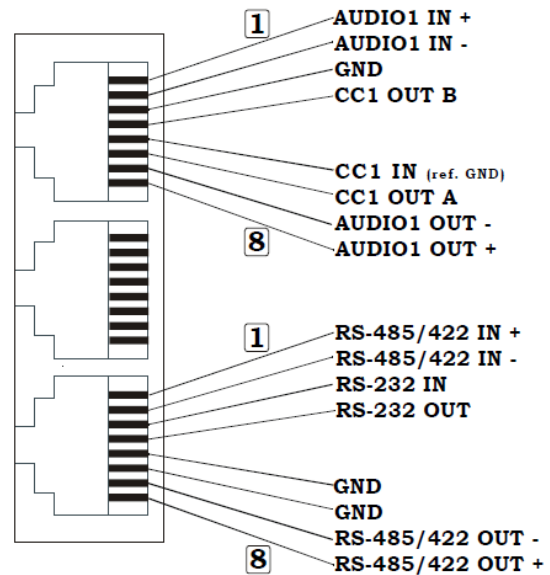 1
AUDIO1 IN +
AUDIO1 IN -
GND
CC1 OUT B
CC1 IN (ref. GND)
CC1 OUT A
AUDIO1 OUT -
AUDIO1 OUT +
8
1
RS-485/422 IN +
RS-485/422 IN -
RS-232 IN
RS-232 OUT
GND
GND
RS-485/422 OUT -
RS-485/422 OUT +
8